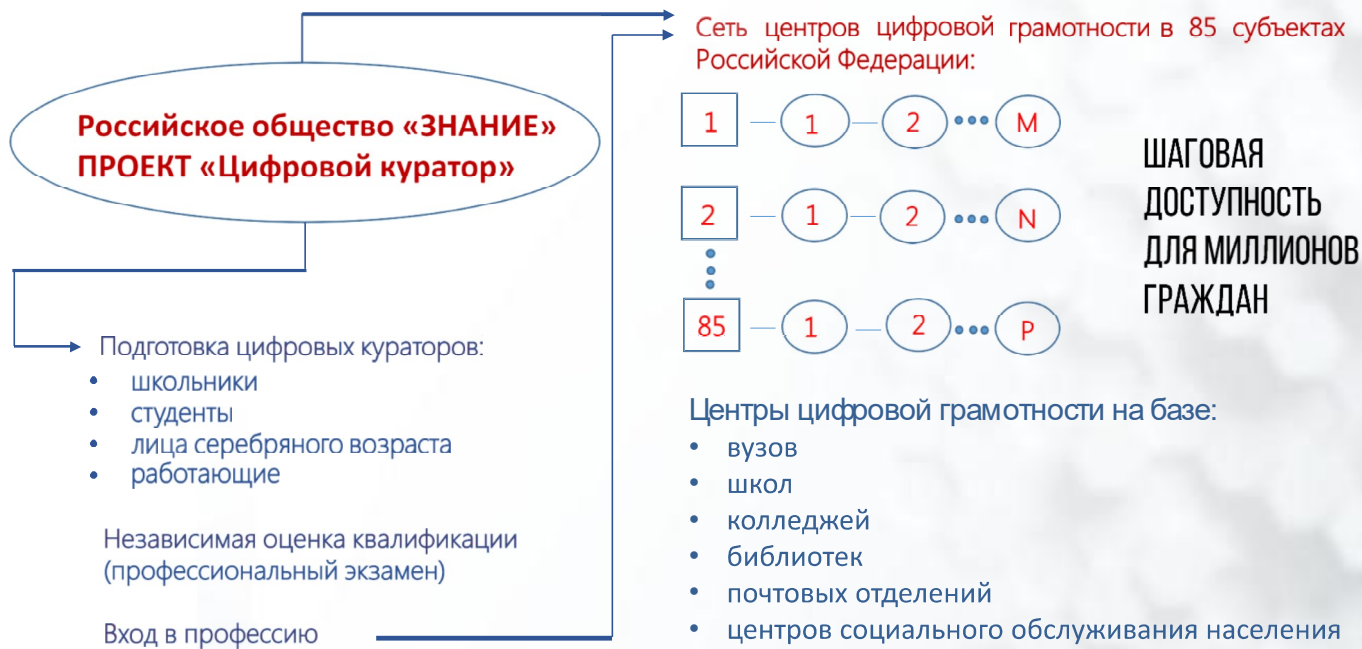 Российское общество «ЗНАНИЕ»
ПРОЕКТ «Цифровой куратор»
Подготовка цифровых кураторов:
• школьники
• студенты
• лица серебряного возраста
• работающие
Независимая оценка квалификации
(профессиональный экзамен)
Вход в профессию
Сеть центров цифровой грамотности в 85 субъектах
Российской Федерации:
1 1 2 ••• M
2 1 2 ••• N
85 1 2 ••• P
ШАГОВАЯ
ДОСТУПНОСТЬ
ДЛЯ МИЛЛИОНОВ
ГРАЖДАН
Центры цифровой грамотности на базе:
• вузов
• школ
• колледжей
• библиотек
• почтовых отделений
• центров социального обслуживания населения